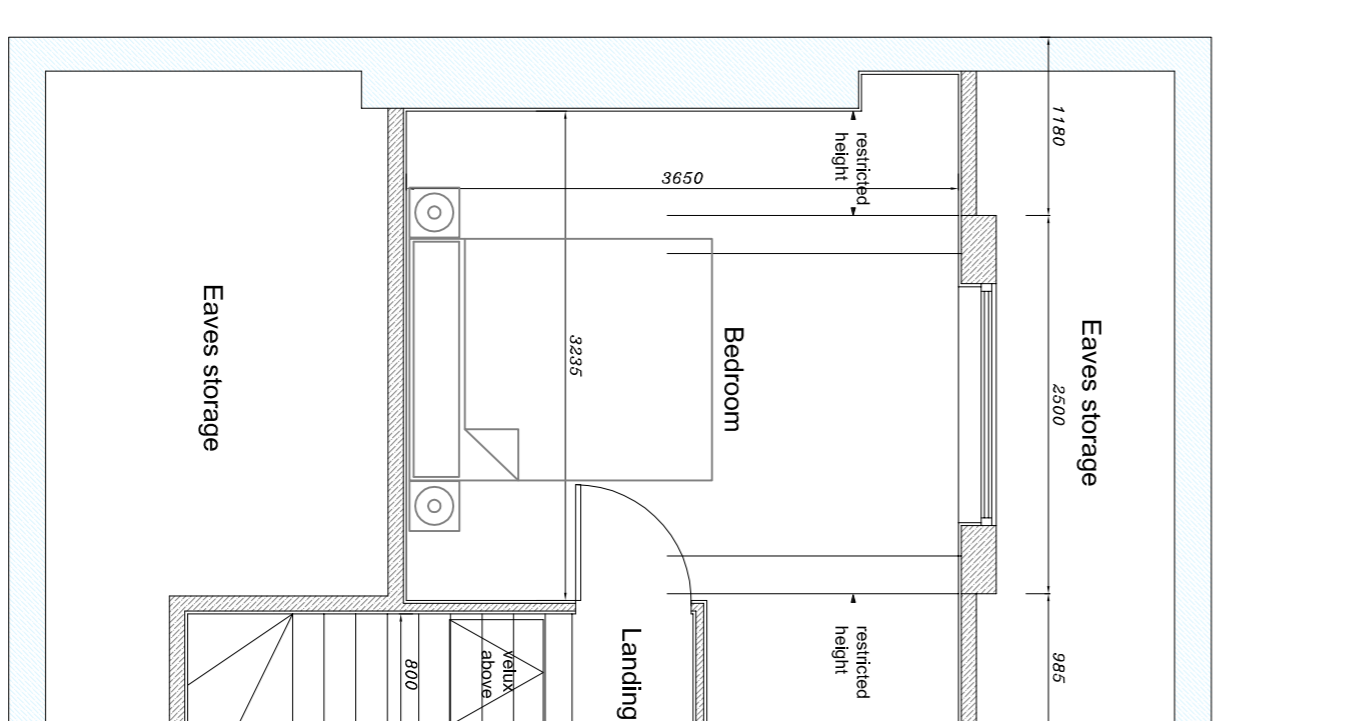 1180
restricted
height
3650
Eaves storage
3235
Bedroom
2500
Eaves storage
restricted
height
985
Landing
800
velux
above